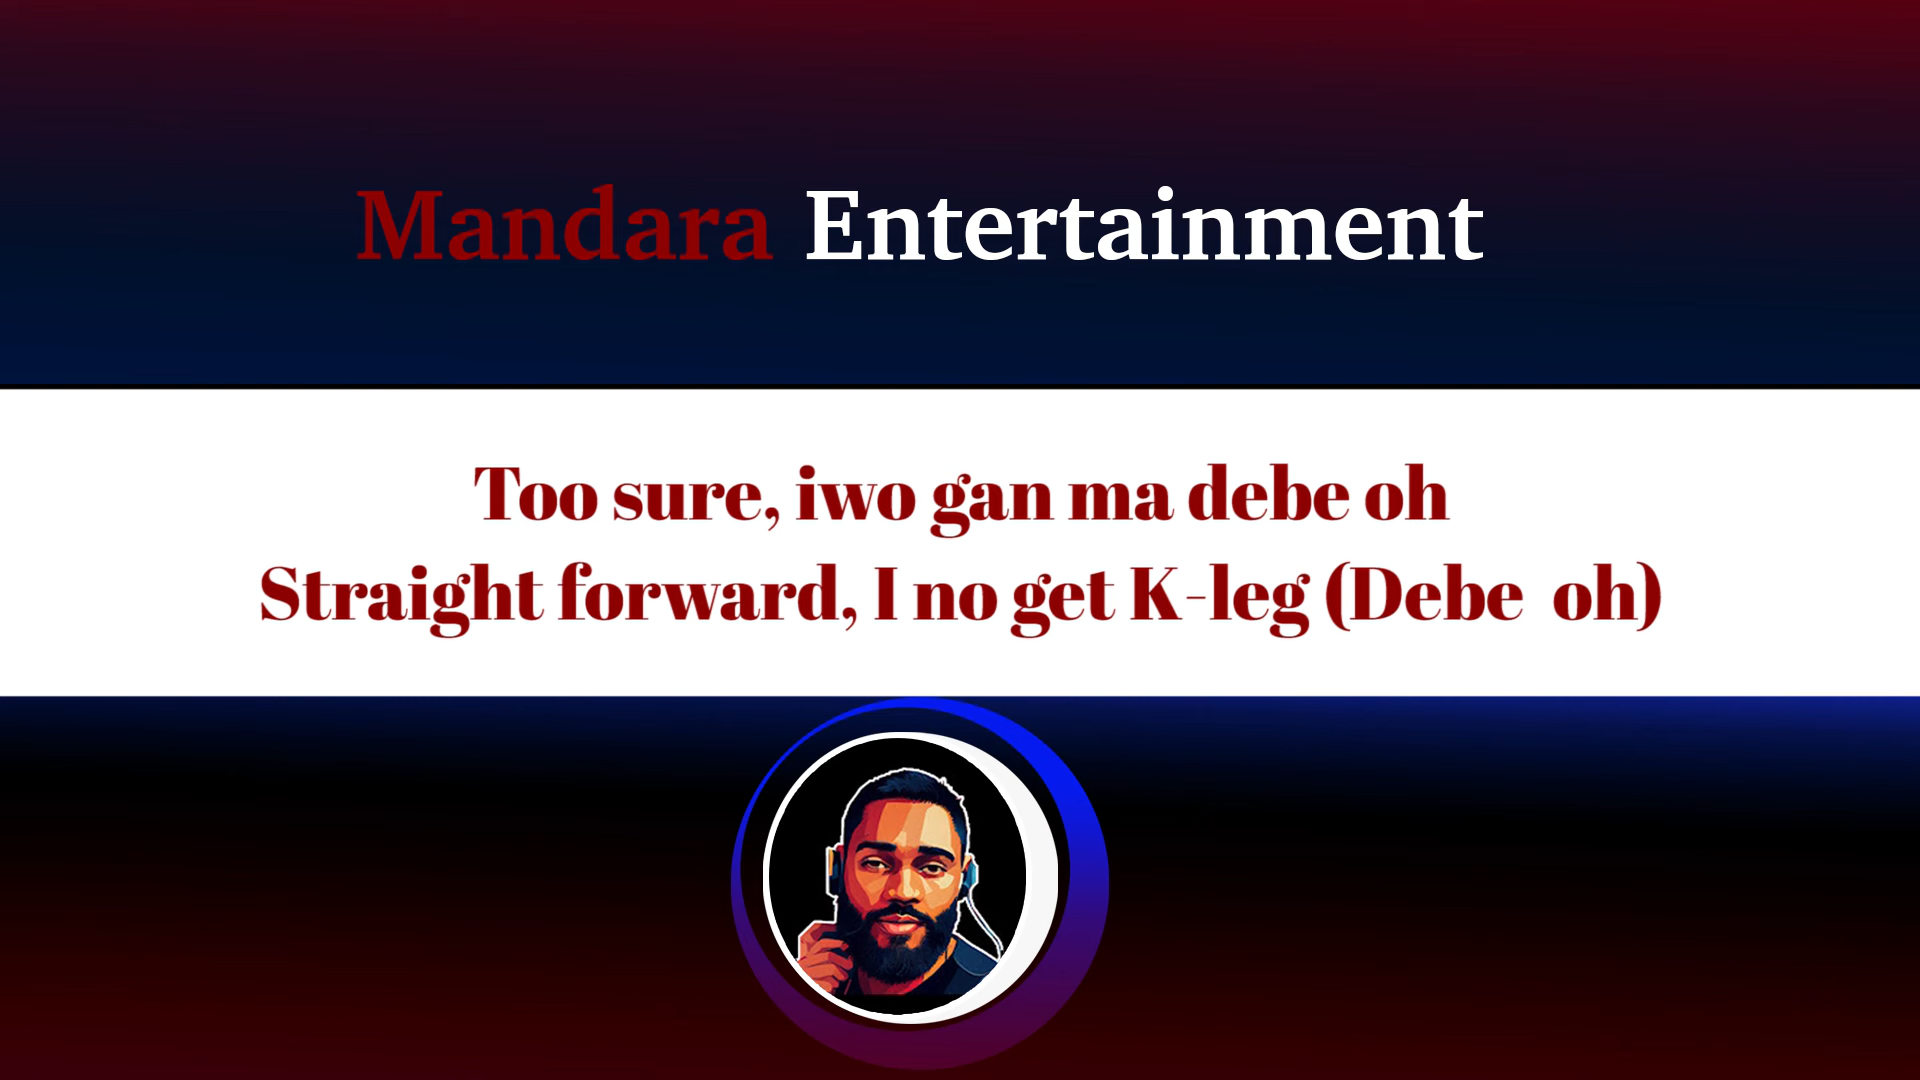 Mandara Entertainment
Too sure, iwo gan ma debe oh
Straight forward, I no get K-leg (Debe oh)